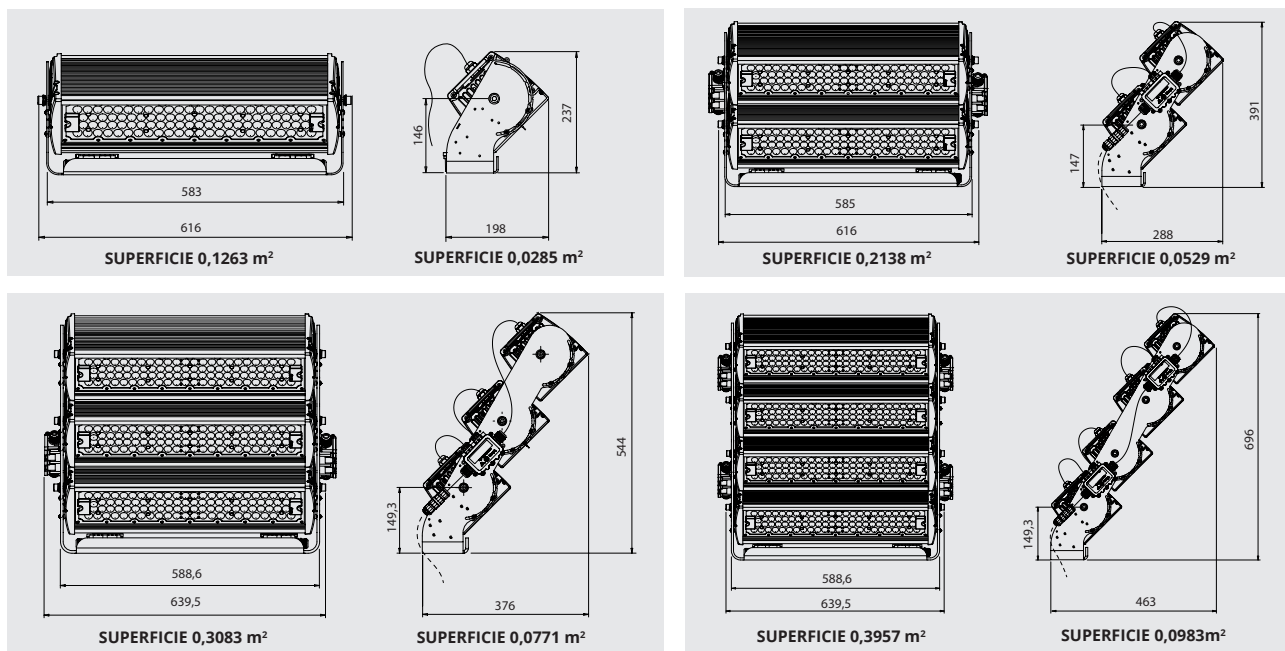 146
237
583
198
616
SUPERFICIE 0,1263 m²
SUPERFICIE 0,0285 m²
391
147
585
288
616
SUPERFICIE 0,2138 m²
SUPERFICIE 0,0529 m²
544
149,3
588,6
639,5
376
SUPERFICIE 0,3083 m²
SUPERFICIE 0,0771 m²
696
149,3
588,6
639,5
463
SUPERFICIE 0,3957 m²
SUPERFICIE 0,0983m²